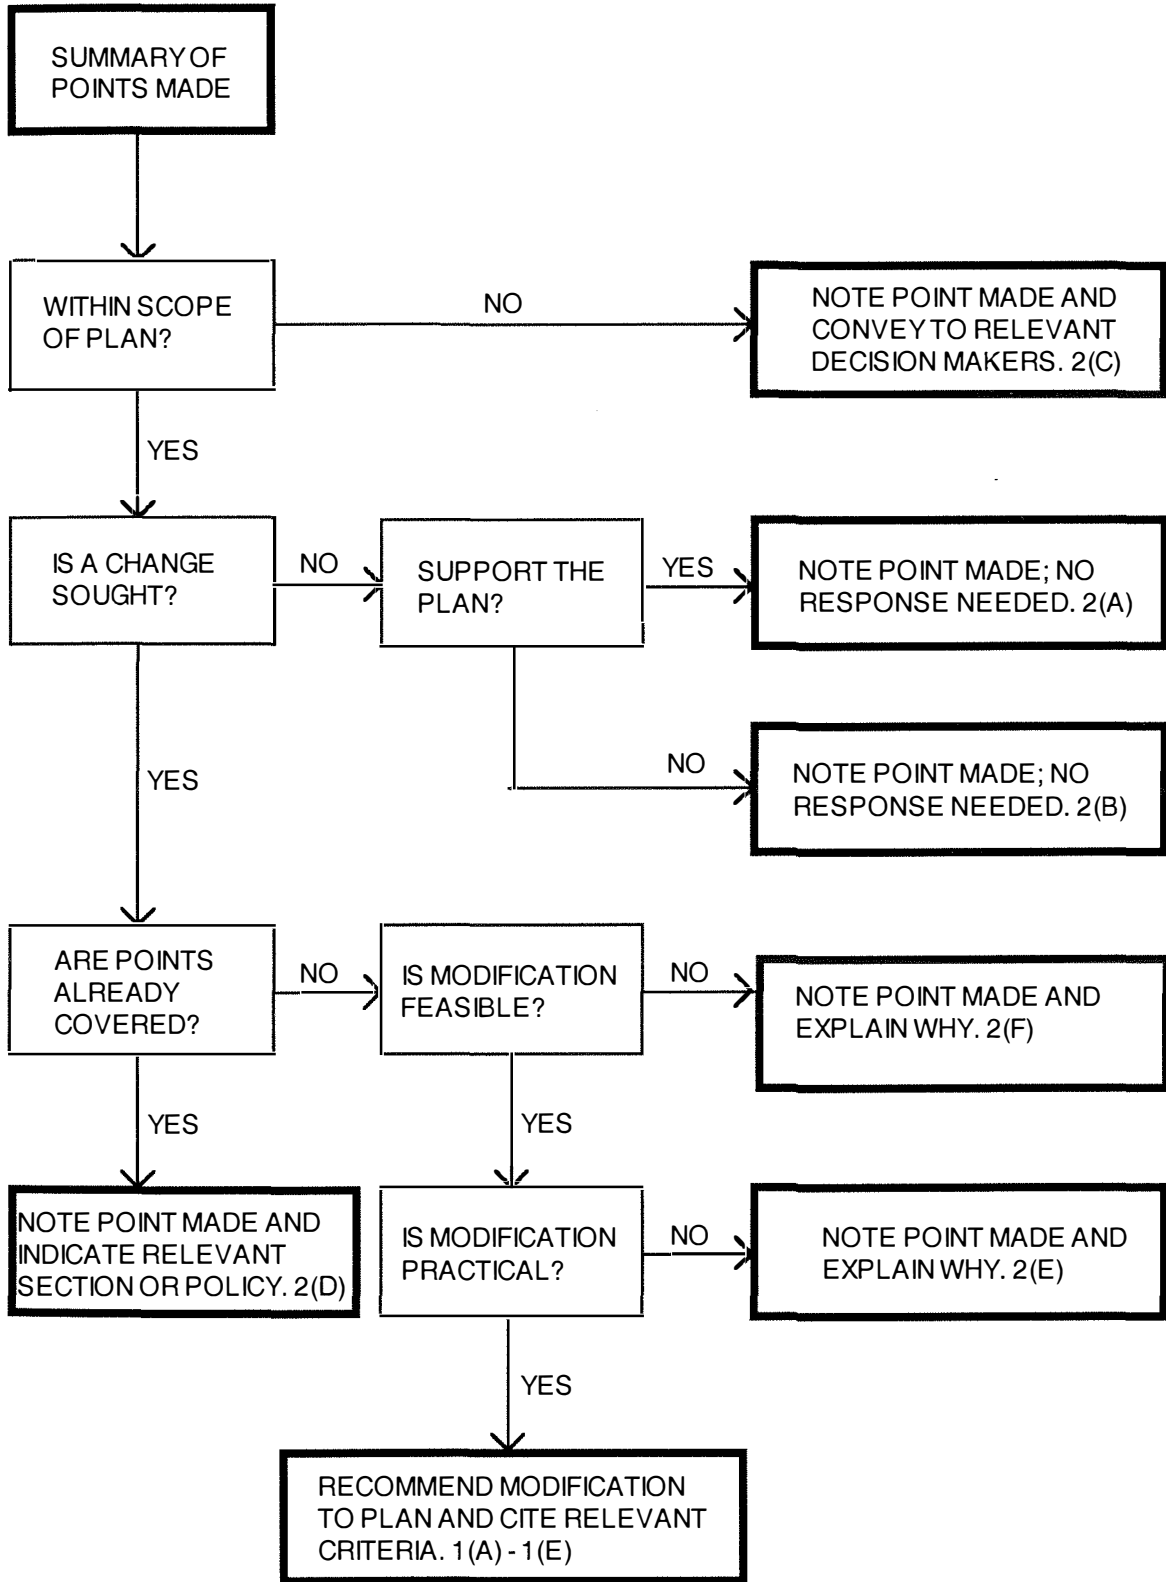 SUMMARY OF
POINTS MADE
WITHIN SCOPE
OF PLAN?
NO
NOTE POINT MADE AND
CONVEY TO RELEVANT
DECISION MAKERS. 2(C)
YES
IS A CHANGE
SOUGHT?
NO
SUPPORT THE
PLAN?
YES
NOTE POINT MADE; NO
RESPONSE NEEDED. 2(A)
NO
NOTE POINT MADE; NO
RESPONSE NEEDED. 2(B)
YES
ARE POINTS
ALREADY
COVERED?
NO
IS MODIFICATION
FEASIBLE?
NO
NOTE POINT MADE AND
EXPLAIN WHY. 2(F)
YES
NOTE POINT MADE AND
INDICATE RELEVANT
SECTION OR POLICY. 2(D)
YES
IS MODIFICATION
PRACTICAL?
NO
NOTE POINT MADE AND
EXPLAIN WHY. 2(E)
YES
RECOMMEND MODIFICATION
TO PLAN AND CITE RELEVANT
CRITERIA. 1(A) - 1(E)